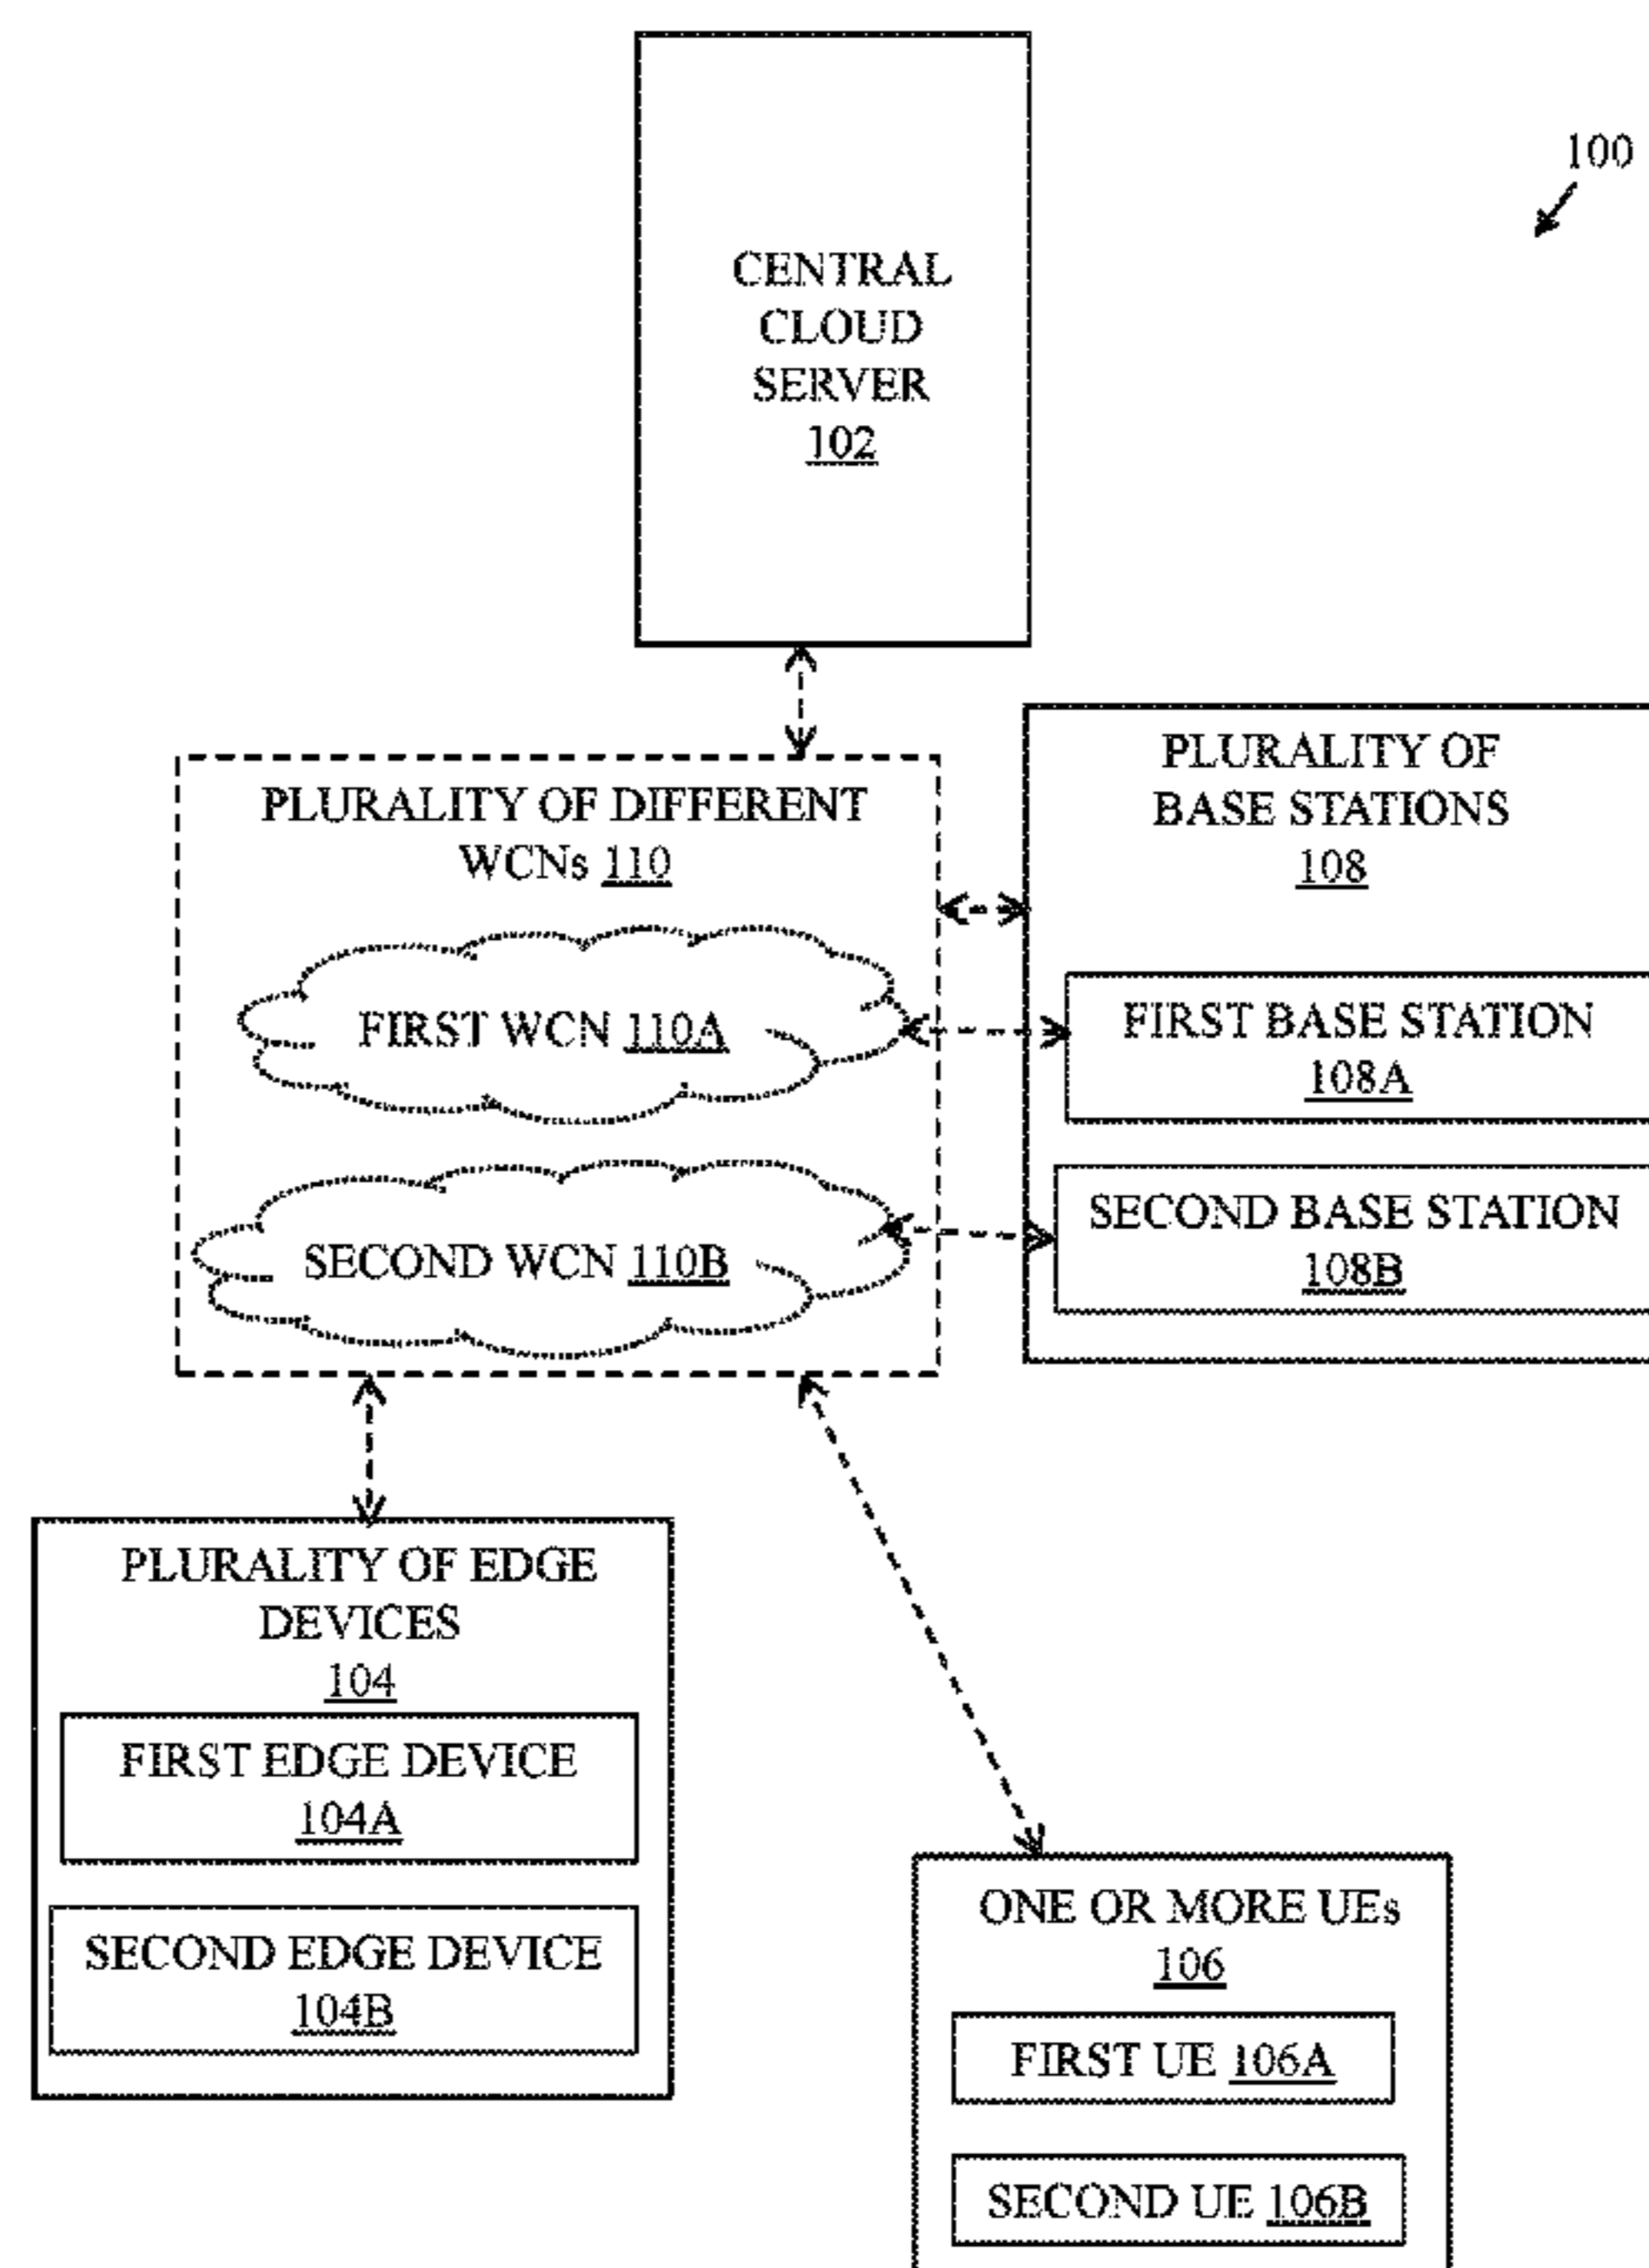 100
CENTRAL
CLOUD
SERVER
102
PLURALITY OF DIFFERENT
WCNs 110
FIRST WCN 110A
SECOND WCN 110B
PLURALITY OF
BASE STATIONS
108
FIRST BASE STATION
108A
SECOND BASE STATION
108B
PLURALITY OF EDGE
DEVICES
104
FIRST EDGE DEVICE
104A
SECOND EDGE DEVICE
104B
ONE OR MORE UEs
106
FIRST UE 106A
SECOND UE 106B